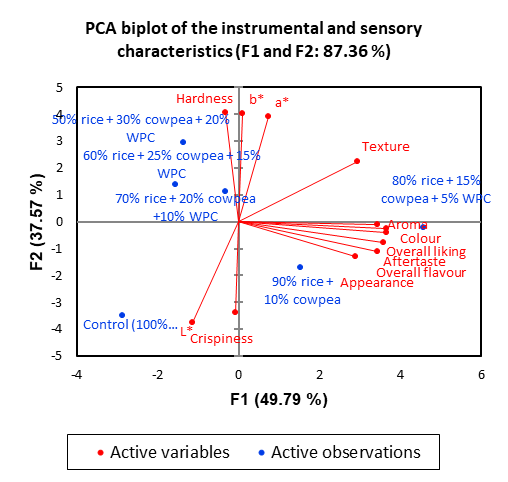 PCA biplot of the instrumental and sensory
characteristics (F1 and F2: 87.36 %)
5
4
3
2
1
0
-1
-2
-3
-4
-5
F2 (37.57 %)
Hardness
b*
a*
50% rice + 30% cowpea + 20%
WPC
Texture
60% rice + 25% cowpea + 15%
WPC
80% rice + 15%
cowpea + 5% WPC
70% rice + 20% cowpea
+10% WPC
Aroma
Colour
Overall liking
Aftertaste
Overall flavour
Appearance
90% rice +
10% cowpea
Control (100%...
L*
Crispiness
-4
-2
0
2
4
6
F1 (49.79 %)
Active variables
Active observations